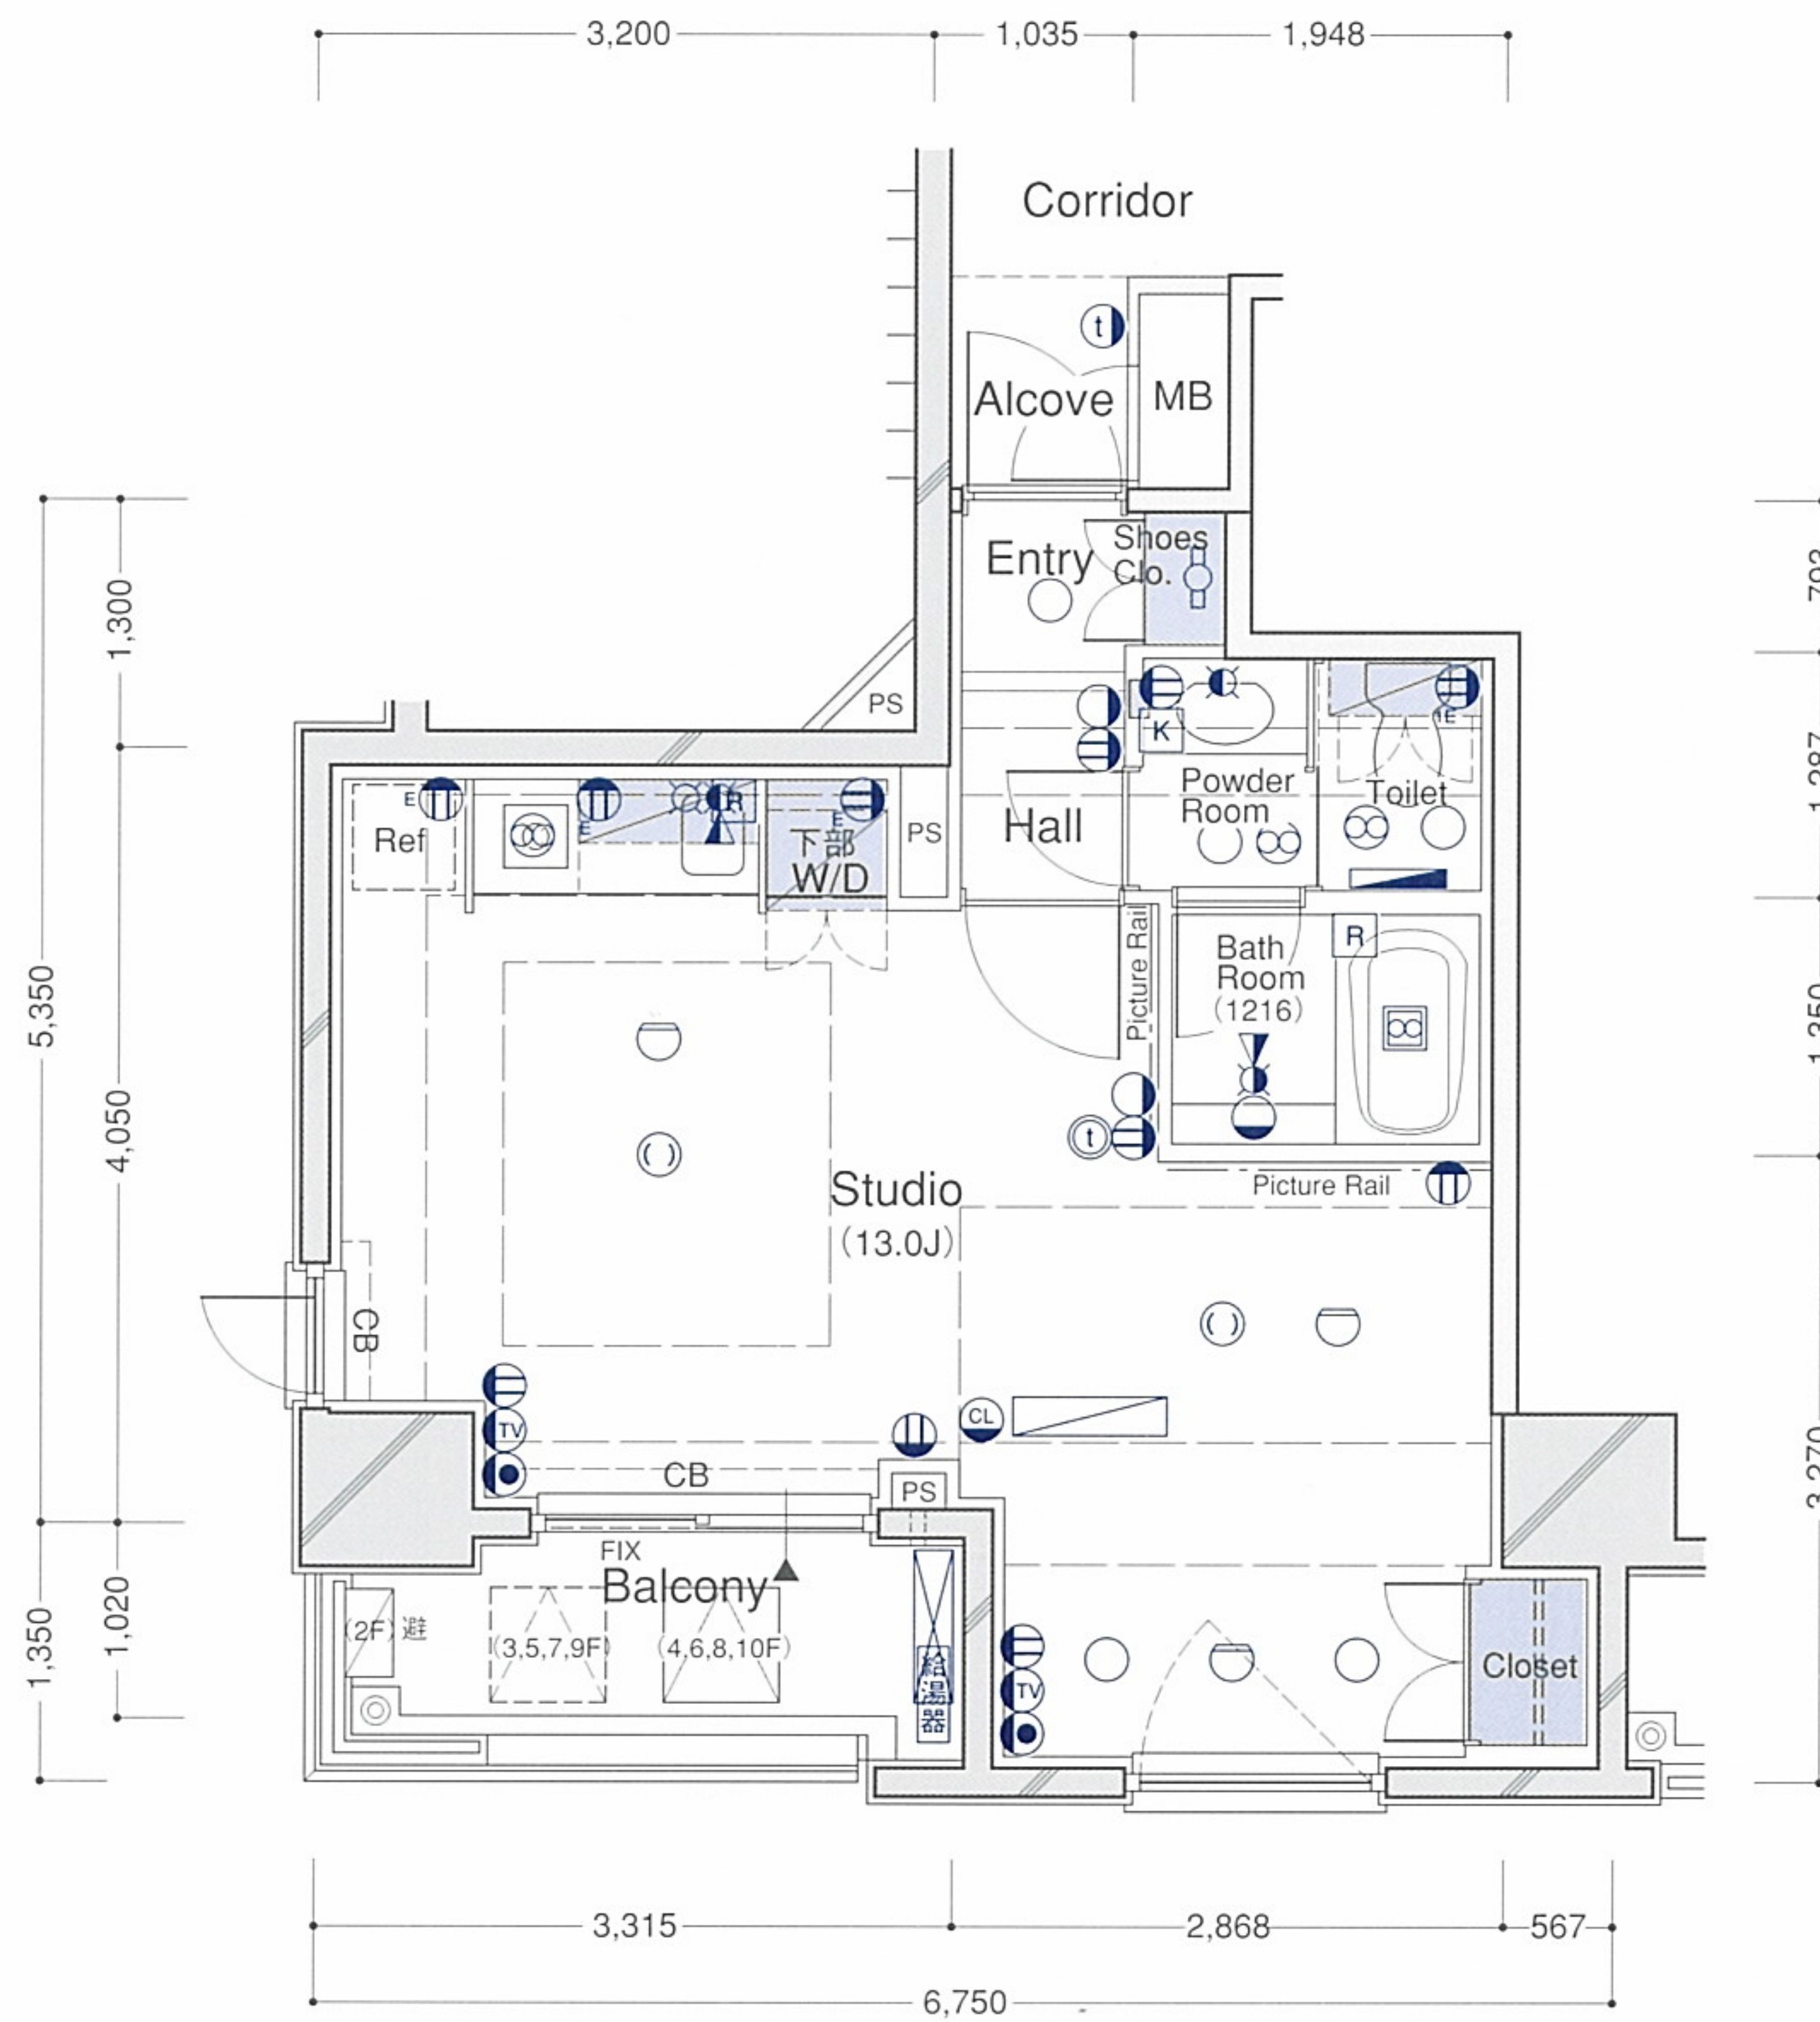 3,200
1,035
1,948
Corridor
t
Alcove
MB
Entry
Shoes
Clo.
1,300
PS
K
E
Powder
Room
Toilet
E
Ref
E
R
E
下部
W/D
PS
Hall
5,350
4,050
Picture Rail
Bath
Room
(1216)
R
t
Picture Rail
Studio
(13.0J)
CB
TV
CL
CB
PS
FIX
Balcony
1,350
1,020
(2F)避
(3,5,7,9F)
(4,6,8,10F)
給湯器
TV
Closet
3,315
2,868
567
6,750